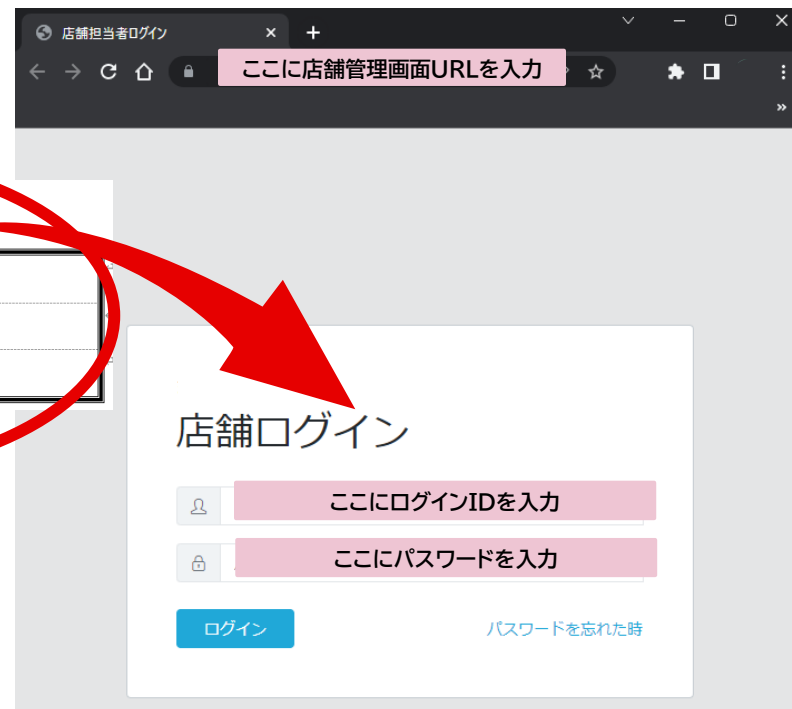 店舗担当者ログイン
ここに店舗管理画面URLを入力
店舗ログイン
ここにログインIDを入力
ここにパスワードを入力
ログイン
パスワードを忘れた時